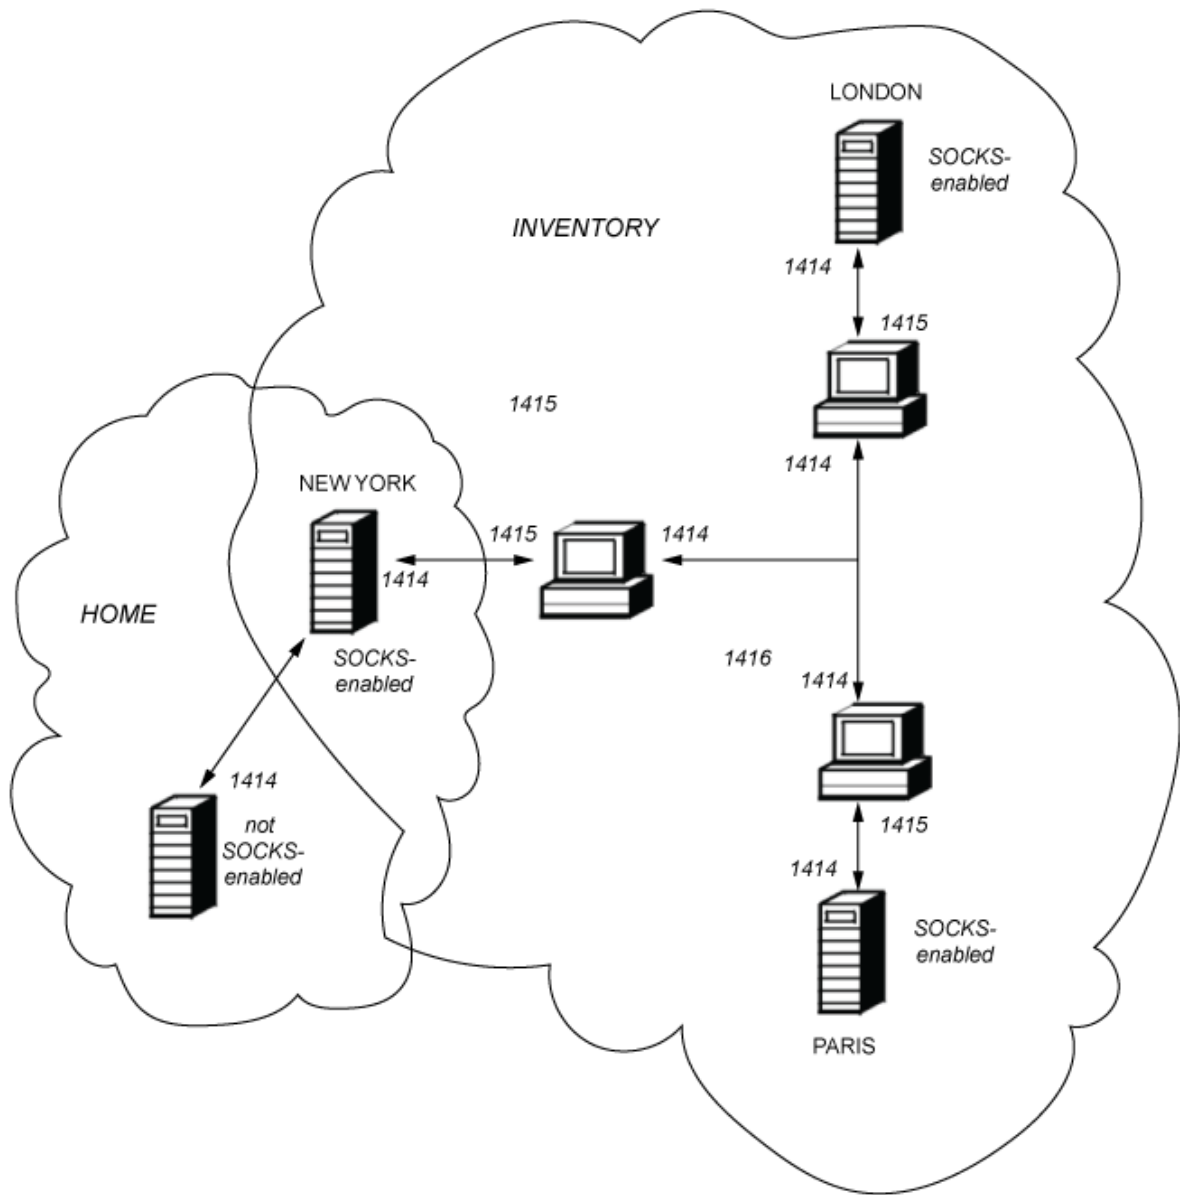 LONDON
SOCKS-
enabled
INVENTORY
1414
1415
1415
1414
NEW YORK
1415
1414
1414
HOME
SOCKS-
enabled
1416
1414
1414
not
SOCKS-
enabled
1415
1414
SOCKS-
enabled
PARIS